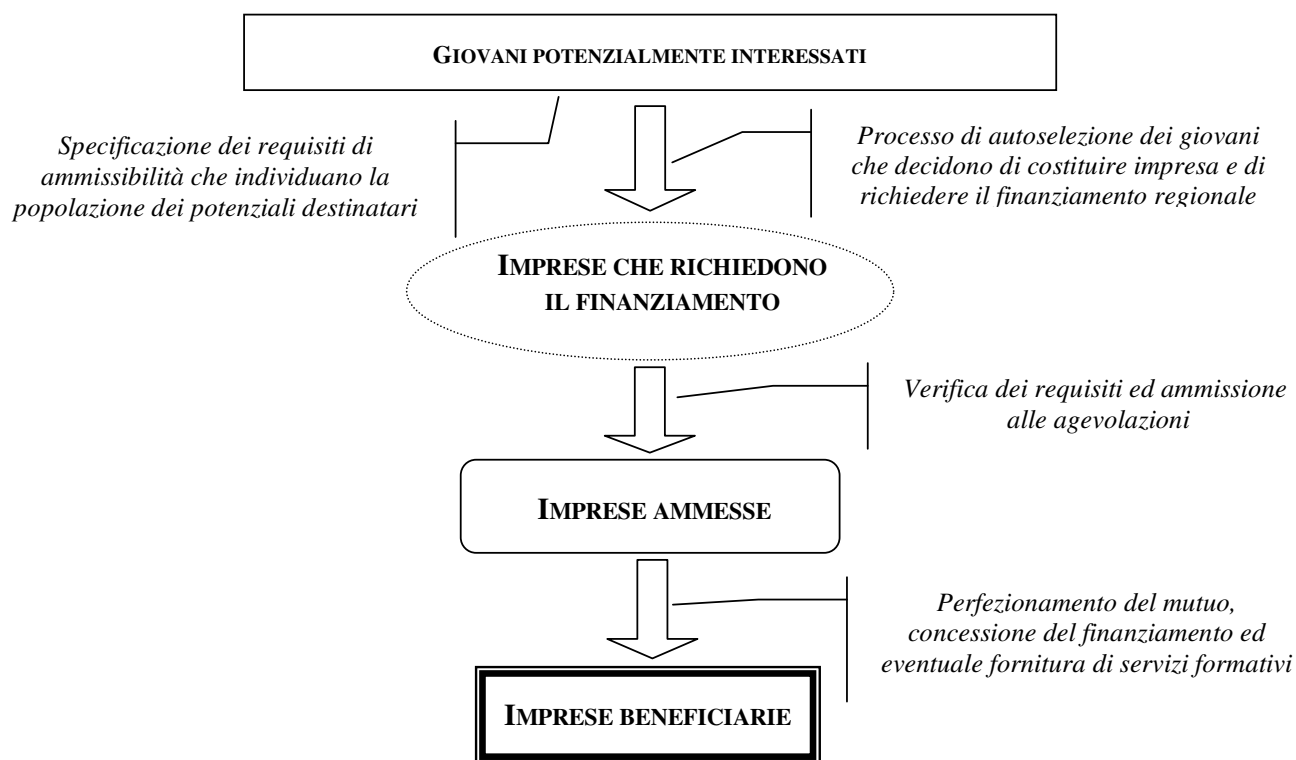 GIOVANI POTENZIALMENTE INTERESSATI
Specificazione dei requisiti di
ammissibilità che individuano la
popolazione dei potenziali destinatari
Processo di autoselezione dei giovani
che decidono di costituire impresa e di
richiedere il finanziamento regionale
IMPRESE CHE RICHIEDONO
IL FINANZIAMENTO
Verifica dei requisiti ed ammissione
alle agevolazioni
IMPRESE AMMESSE
Perfezionamento del mutuo,
concessione del finanziamento ed
eventuale fornitura di servizi formativi
IMPRESE BENEFICIARIE